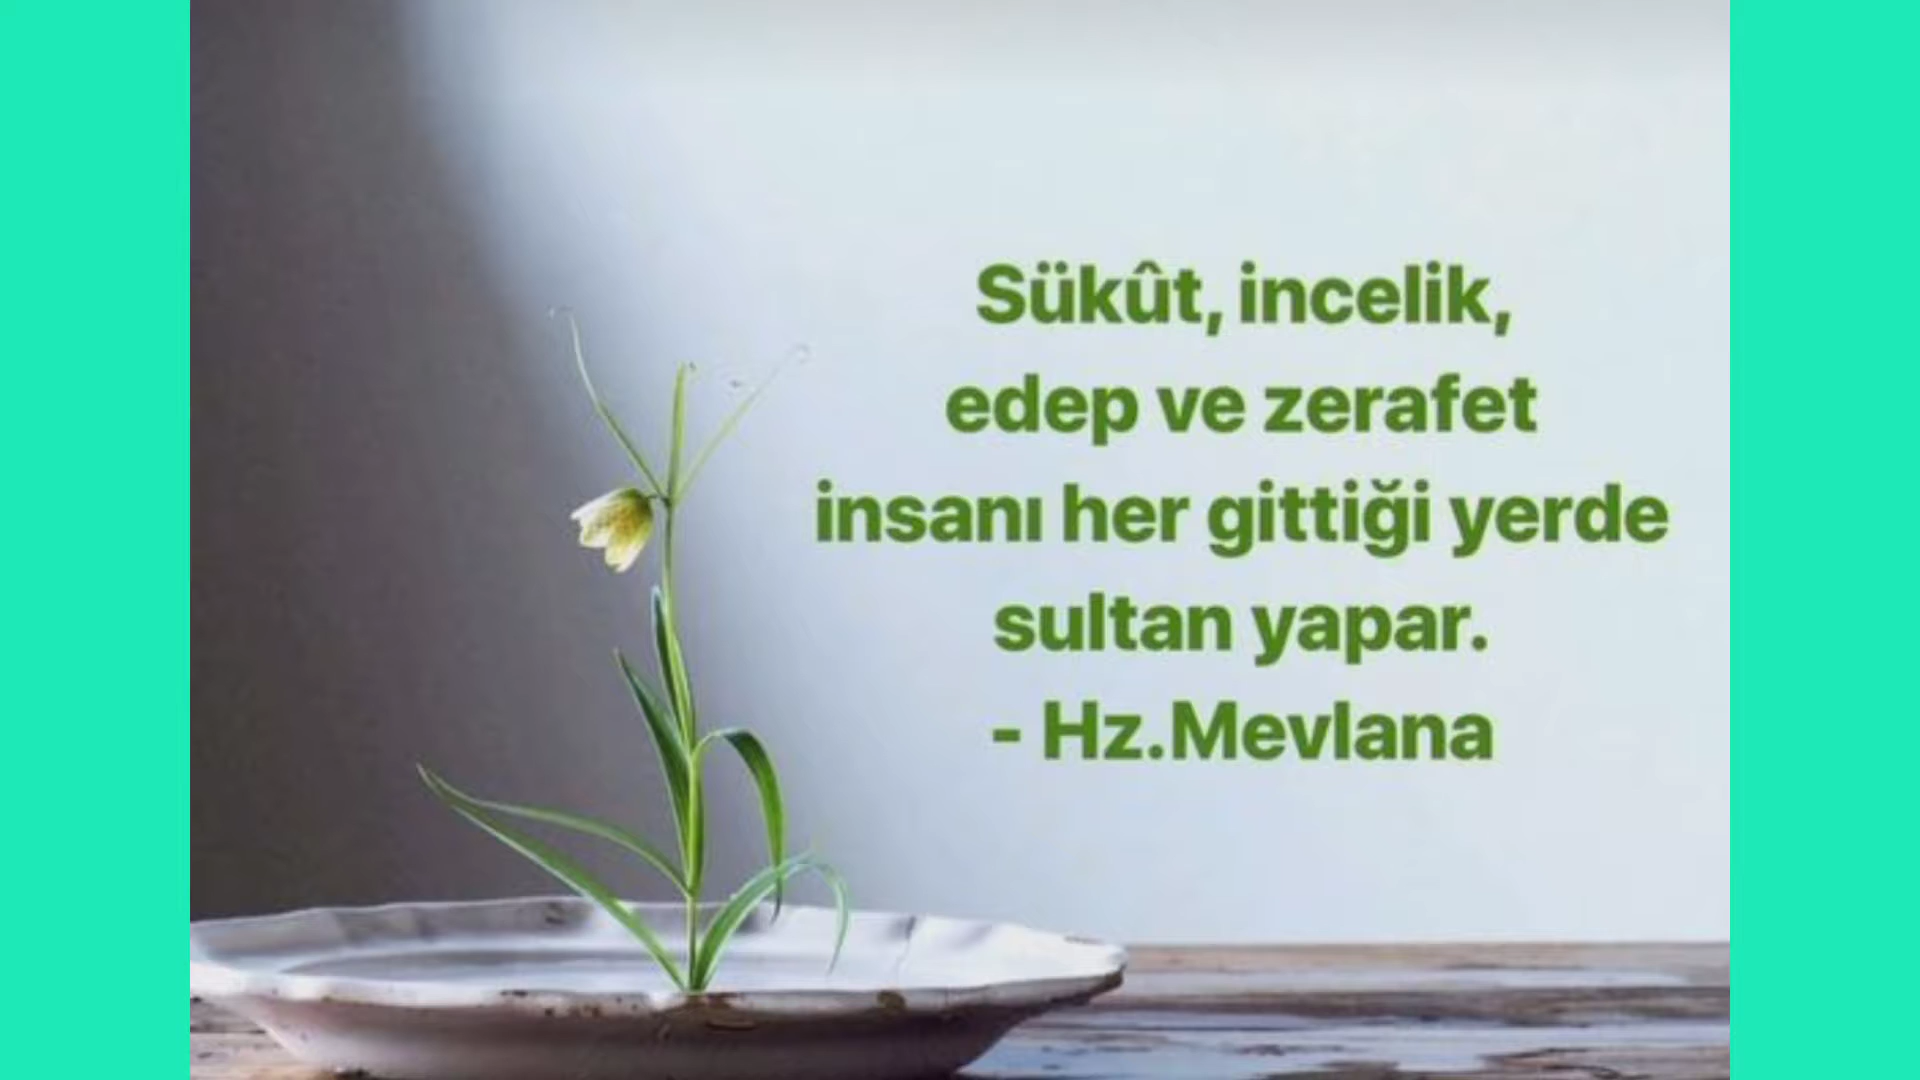 Sükût, incelik,
edep ve zerafet
insanı her gittiği yerde
sultan yapar.
- Hz.Mevlana